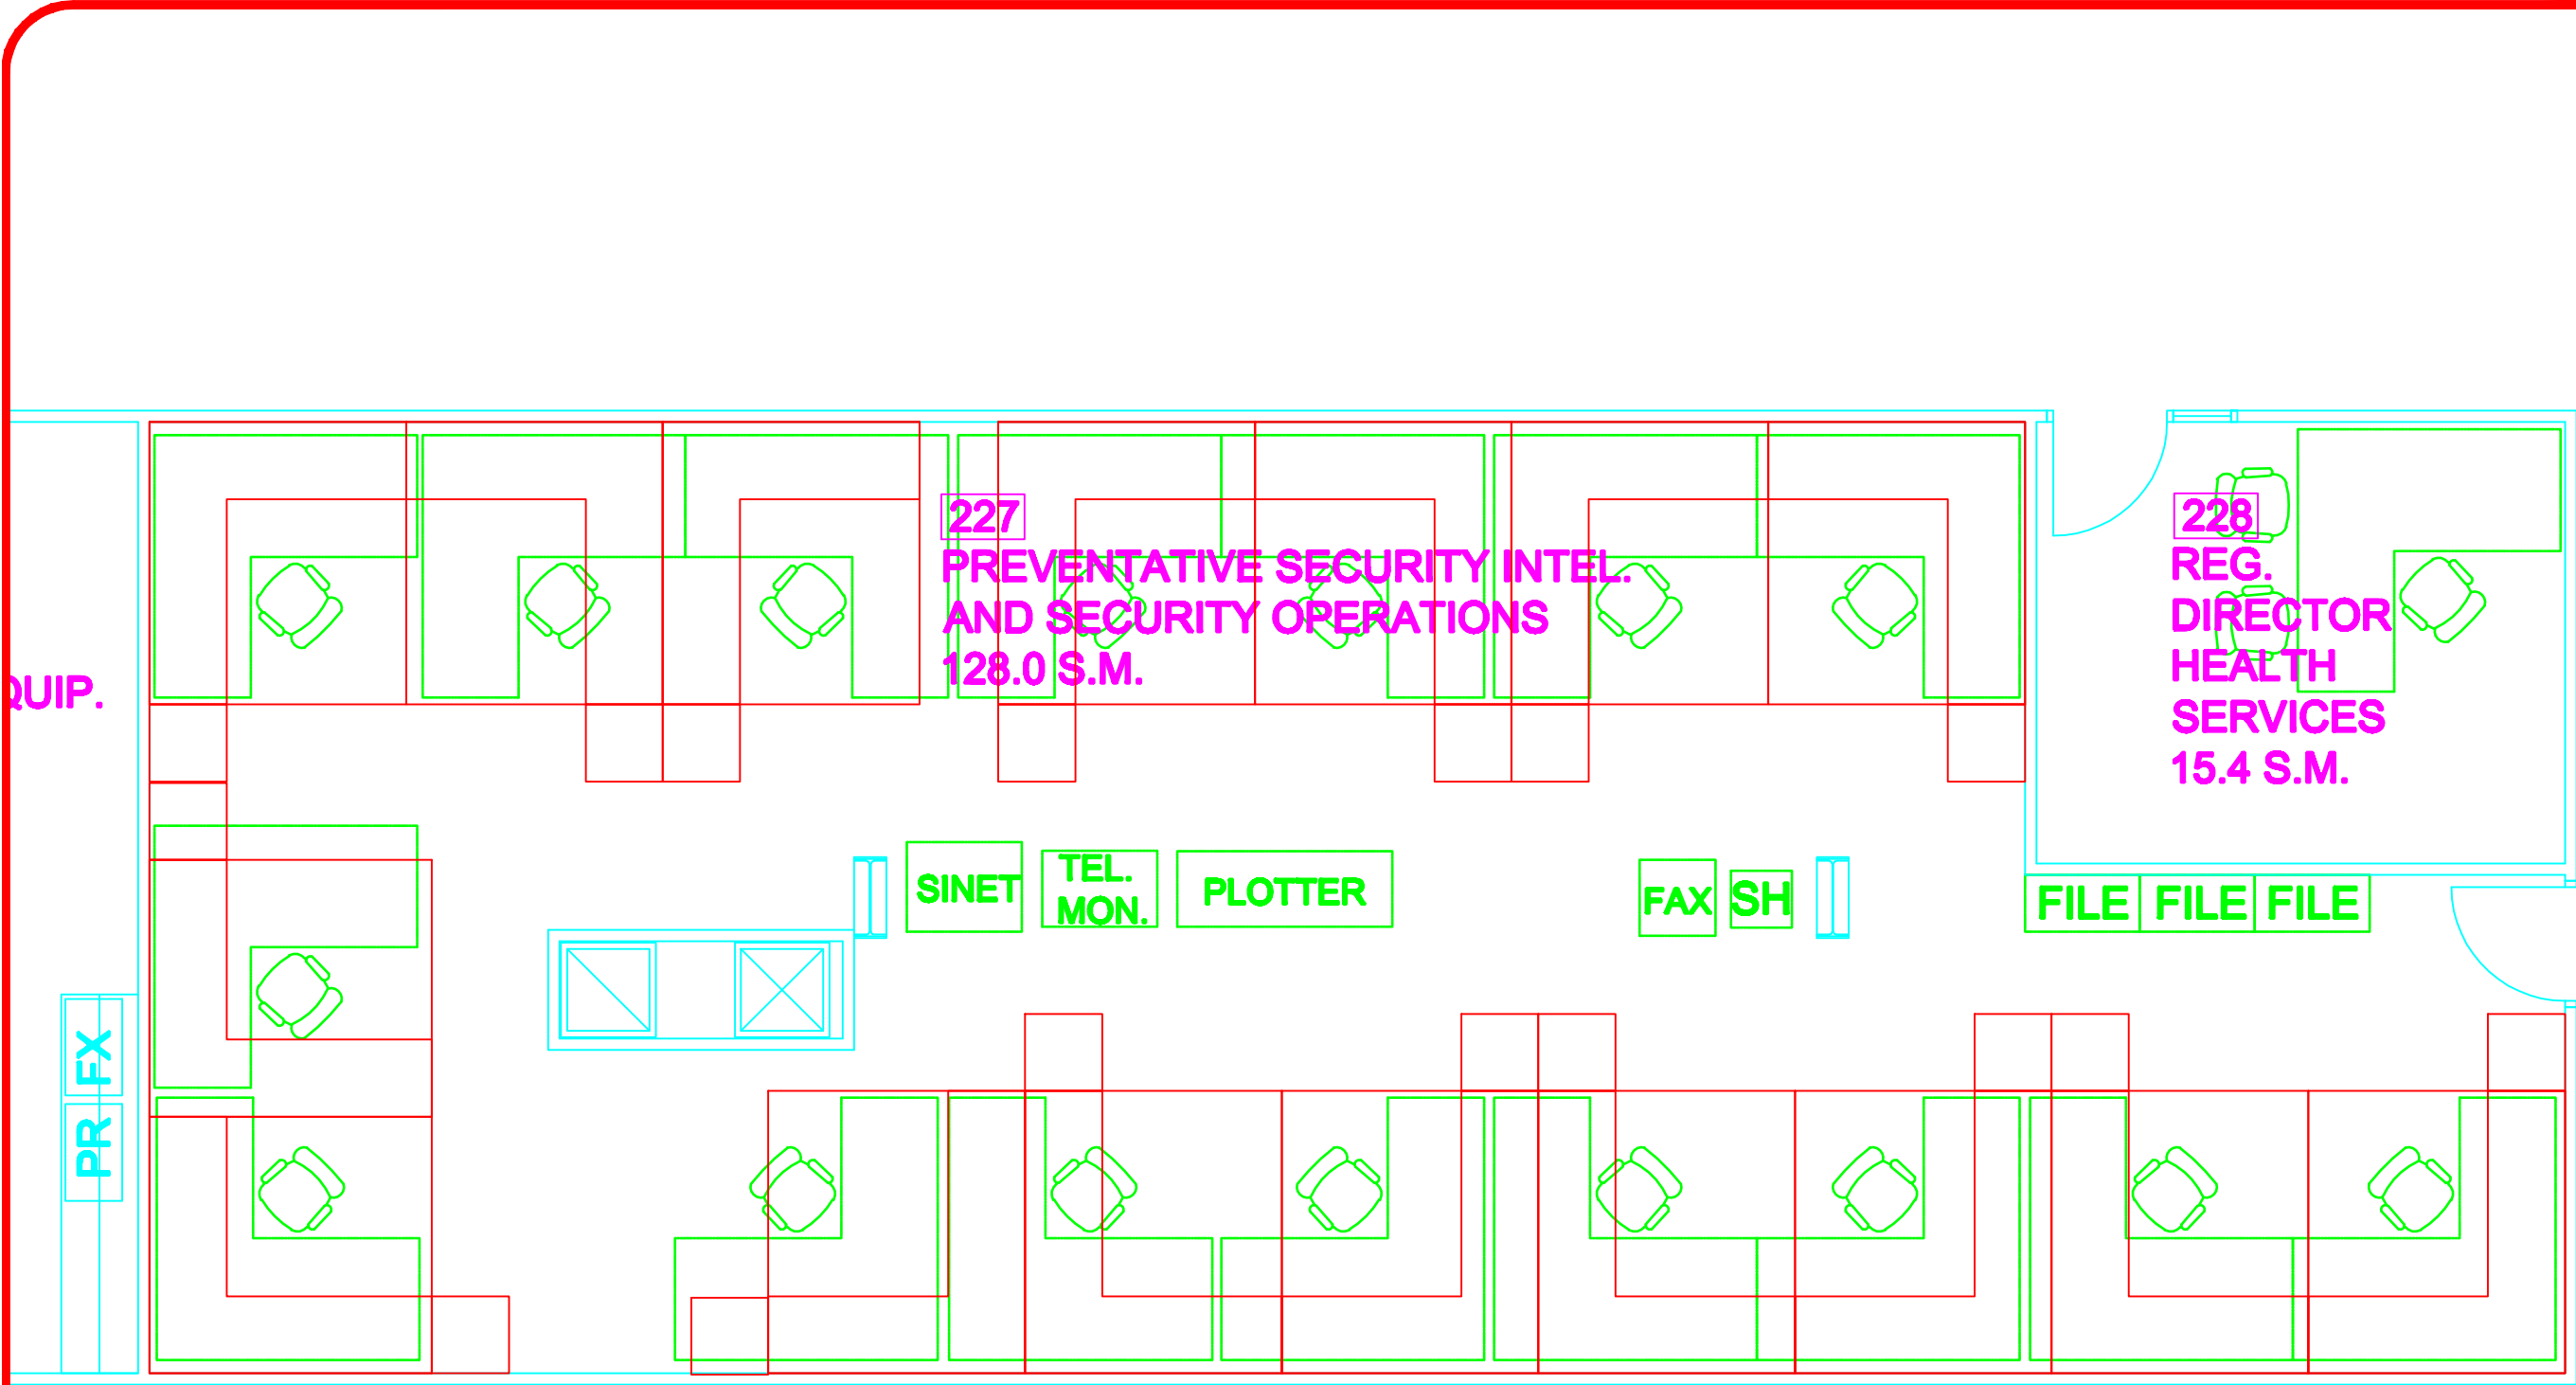 227
PREVENTATIVE SECURITY INTEL.
AND SECURITY OPERATIONS
128.0 S.M.
228
REG.
DIRECTOR
HEALTH
SERVICES
15.4 S.M.
SINET
TEL.
MON.
PLOTTER
FAX
SH
FILE
FILE
FILE
FX
PR